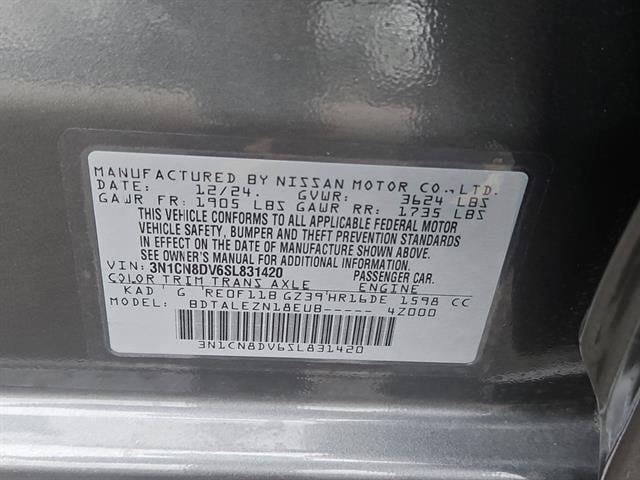 MANUFACTURED BY NISSAN MOTOR CO.,LTD.
DATE: 12/24. GVWR: 3624 LBS
GAWR FR: 1905 LBS GAWR RR: 1735 LBS
THIS VEHICLE CONFORMS TO ALL APPLICABLE FEDERAL MOTOR
VEHICLE SAFETY, BUMPER AND THEFT PREVENTION STANDARDS
IN EFFECT ON THE DATE OF MANUFACTURE SHOWN ABOVE.
SEE OWNER'S MANUAL FOR ADDITIONAL INFORMATION.
VIN: 3N1CN8DV6SL831420 PASSENGER CAR.
COLOR TRIM TRANS AXLE ENGINE
KAD G RE0F11B GZ39 HR16DE 1598 CC
BDTALEZN18EUB----- 4Z000
3N1CN8DV6SL831420